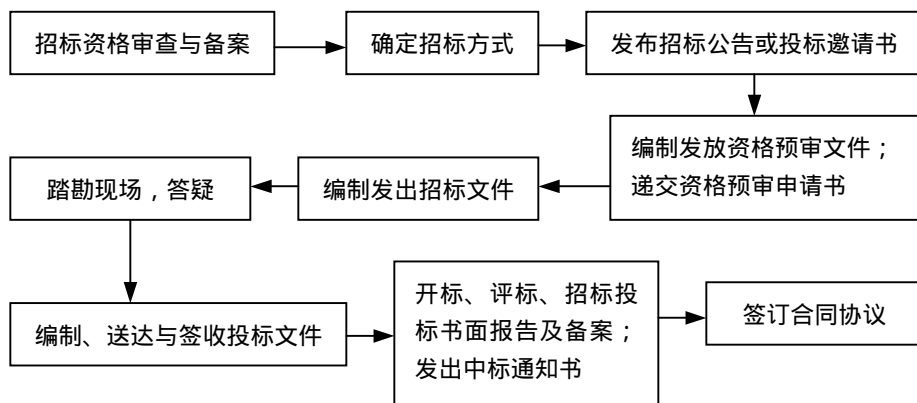 招标资格审查与备案
确定招标方式
发布招标公告或投标邀请书
编制发放资格预审文件；
递交资格预审申请书
编制发出招标文件
踏勘现场，答疑
编制、送达与签收投标文件
开标、评标、招标投
标书面报告及备案；
发出中标通知书
签订合同协议